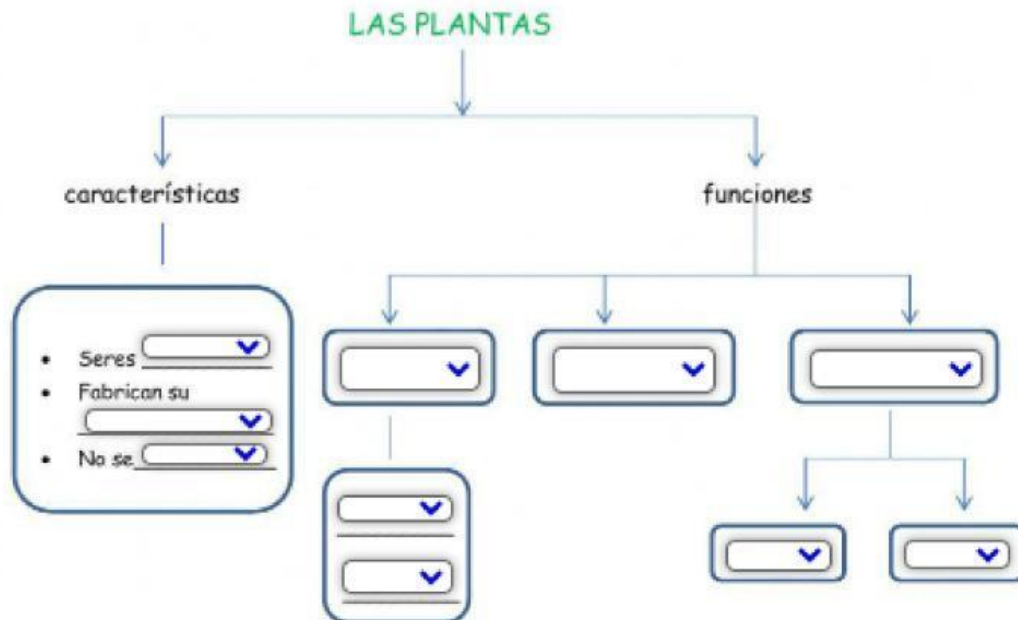 LAS PLANTAS
características
funciones
• Seres
• Fabrican su
• No se